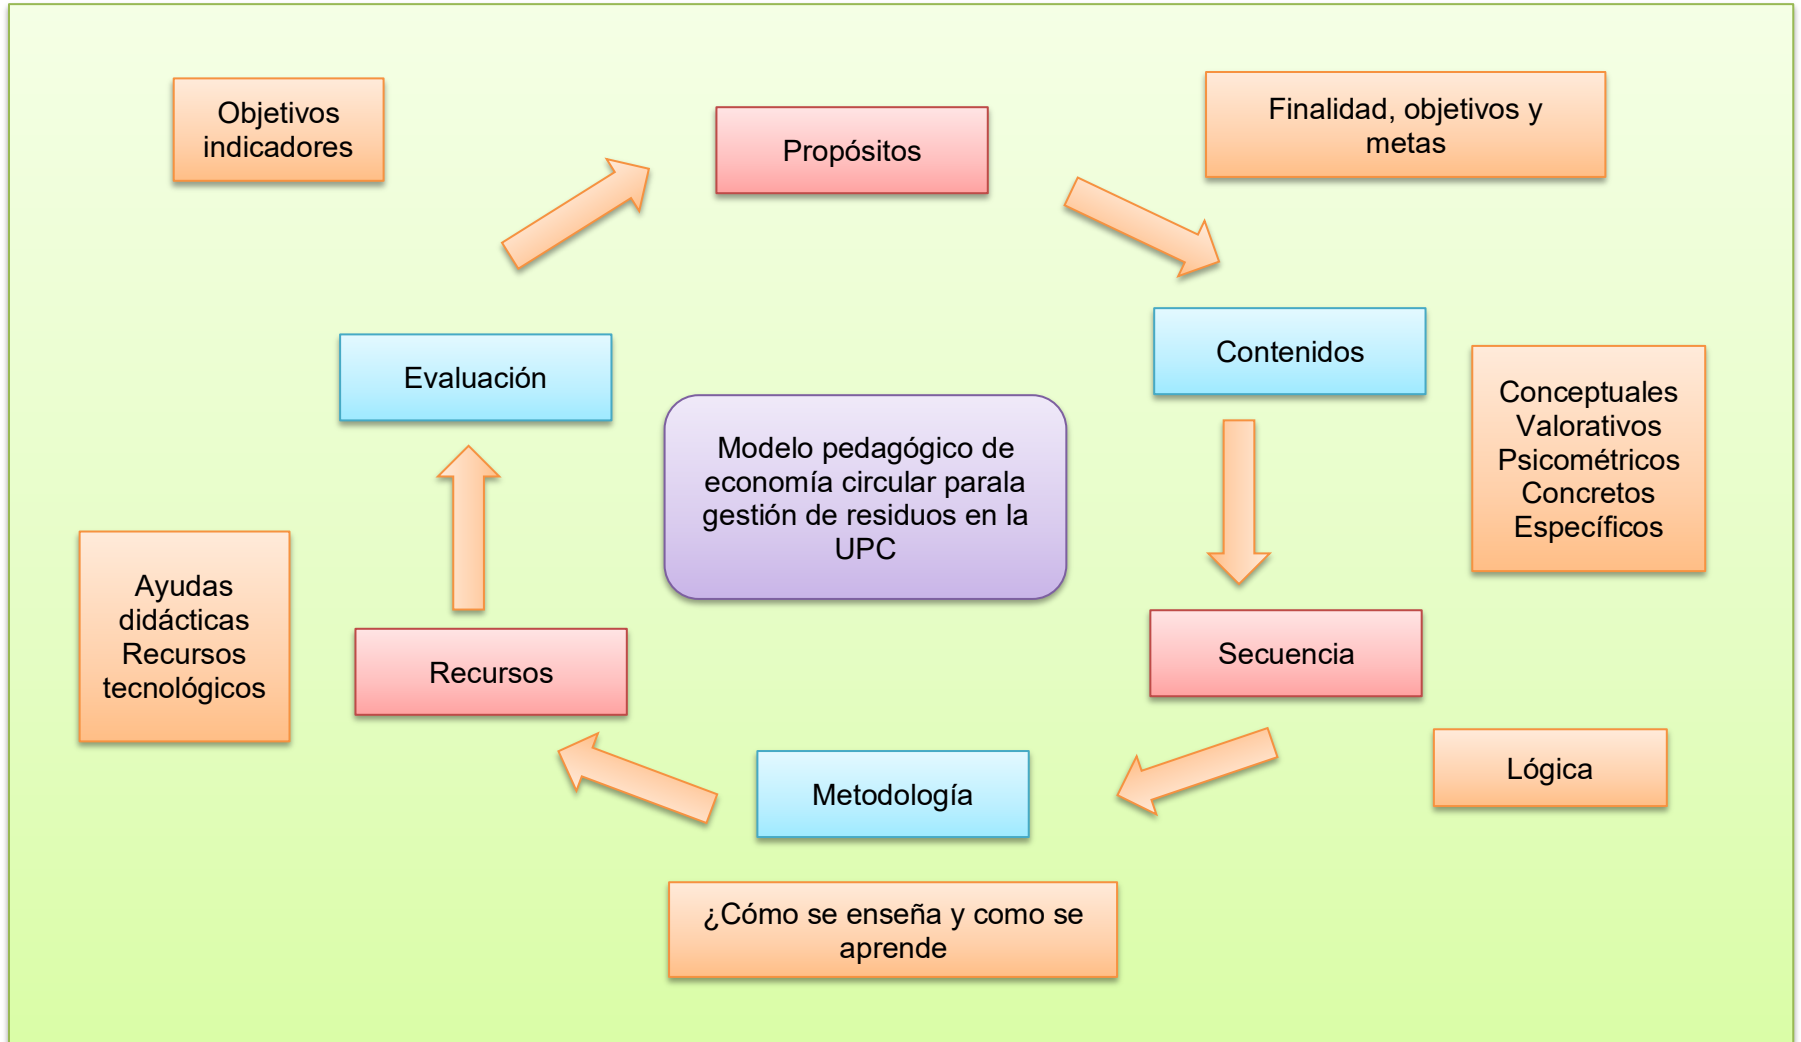 Objetivos
indicadores
Propósitos
Finalidad, objetivos y
metas
Evaluación
Contenidos
Conceptuales
Valorativos
Psicométricos
Concretos
Específicos
Modelo pedagógico de
economía circular parala
gestión de residuos en la
UPC
Ayudas
didácticas
Recursos
tecnológicos
Recursos
Secuencia
Metodología
Lógica
¿Cómo se enseña y como se
aprende